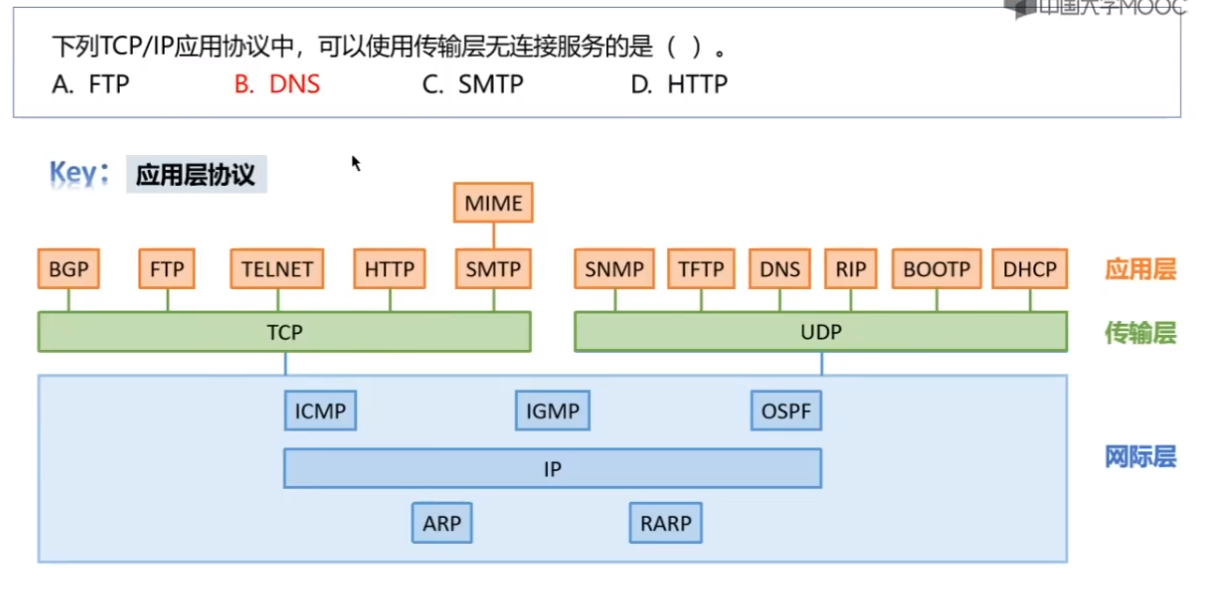 中国大学MOOC
下列TCP/IP应用协议中，可以使用传输层无连接服务的是（ ）。
A. FTP B. DNS C. SMTP D. HTTP
Key： 应用层协议
MIME
BGP FTP TELNET HTTP SMTP SNMP TFTP DNS RIP BOOTP DHCP 应用层
TCP UDP 传输层
ICMP IGMP OSPF
IP 网际层
ARP RARP